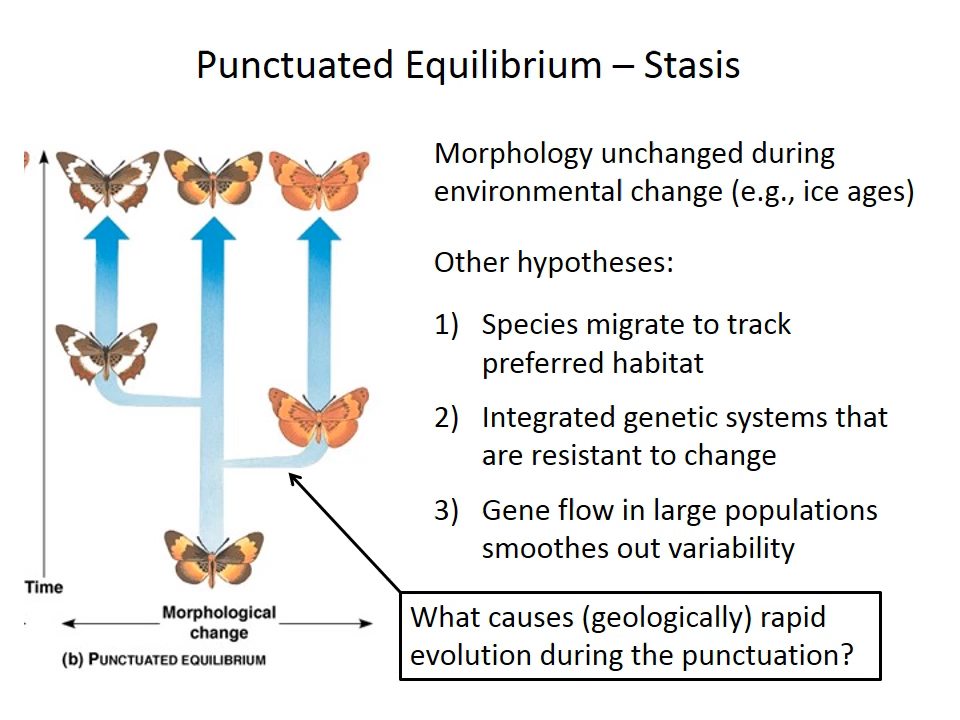 Punctuated Equilibrium – Stasis
Morphology unchanged during
environmental change (e.g., ice ages)
Other hypotheses:
1) Species migrate to track
preferred habitat
2) Integrated genetic systems that
are resistant to change
3) Gene flow in large populations
smoothes out variability
What causes (geologically) rapid
evolution during the punctuation?
Time
Morphological
change
(b) PUNCTUATED EQUILIBRIUM